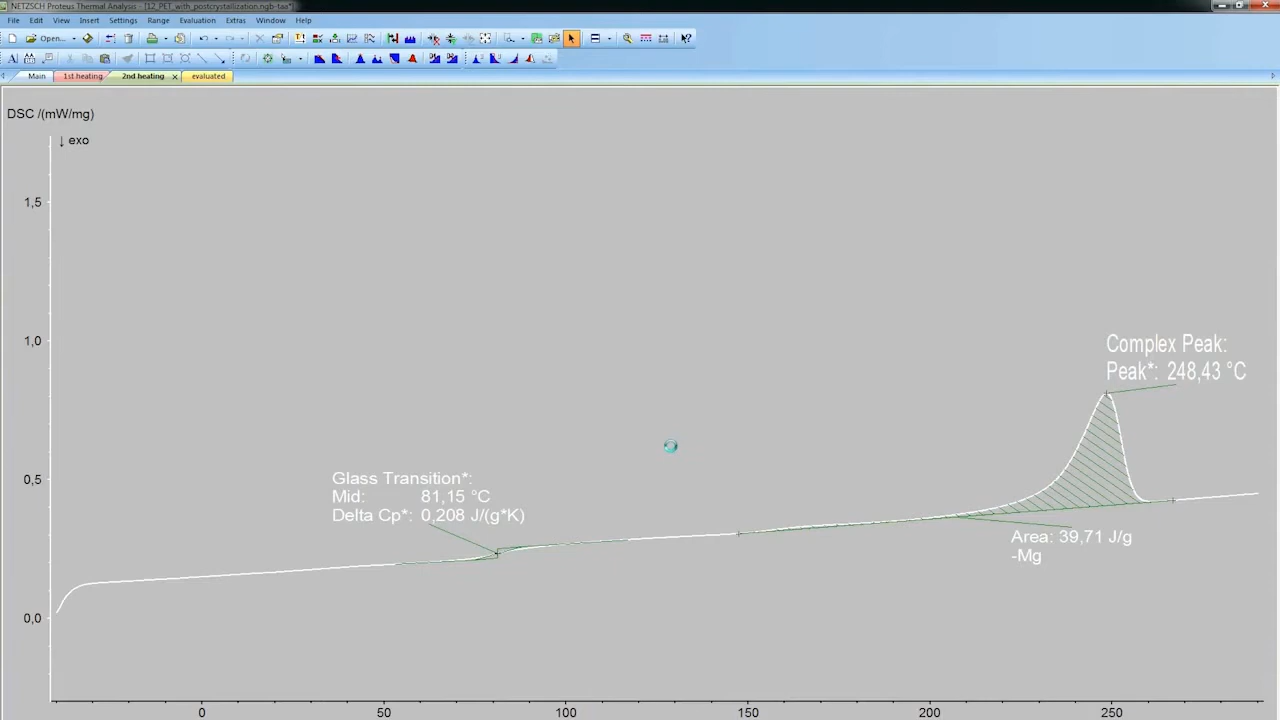 NETZSCH Proteus Thermal Analysis - [12_PET_with_postcrystallization.ngb-taa*]
File Edit View Insert Settings Range Evaluation Extras Window Help
Open...
Main 1st heating 2nd heating evaluated
DSC /(mW/mg)
↓ exo
1,5
1,0
Complex Peak:
Peak*: 248,43 °C
0,5
Glass Transition*:
Mid: 81,15 °C
Delta Cp*: 0,208 J/(g*K)
Area: 39,71 J/g
-Mg
0,0
0 50 100 150 200 250